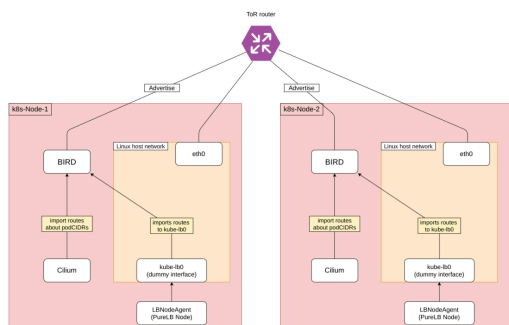 ToR router
Advertise
Advertise
k8s-Node-1
Linux host network
eth0
BIRD
import routes
about podCIDRs
imports routes
to kube-lb0
Cilium
kube-lb0
(dummy interface)
LBNodeAgent
(PureLB Node)
k8s-Node-2
Linux host network
eth0
BIRD
import routes
about podCIDRs
imports routes
to kube-lb0
Cilium
kube-lb0
(dummy interface)
LBNodeAgent
(PureLB Node)